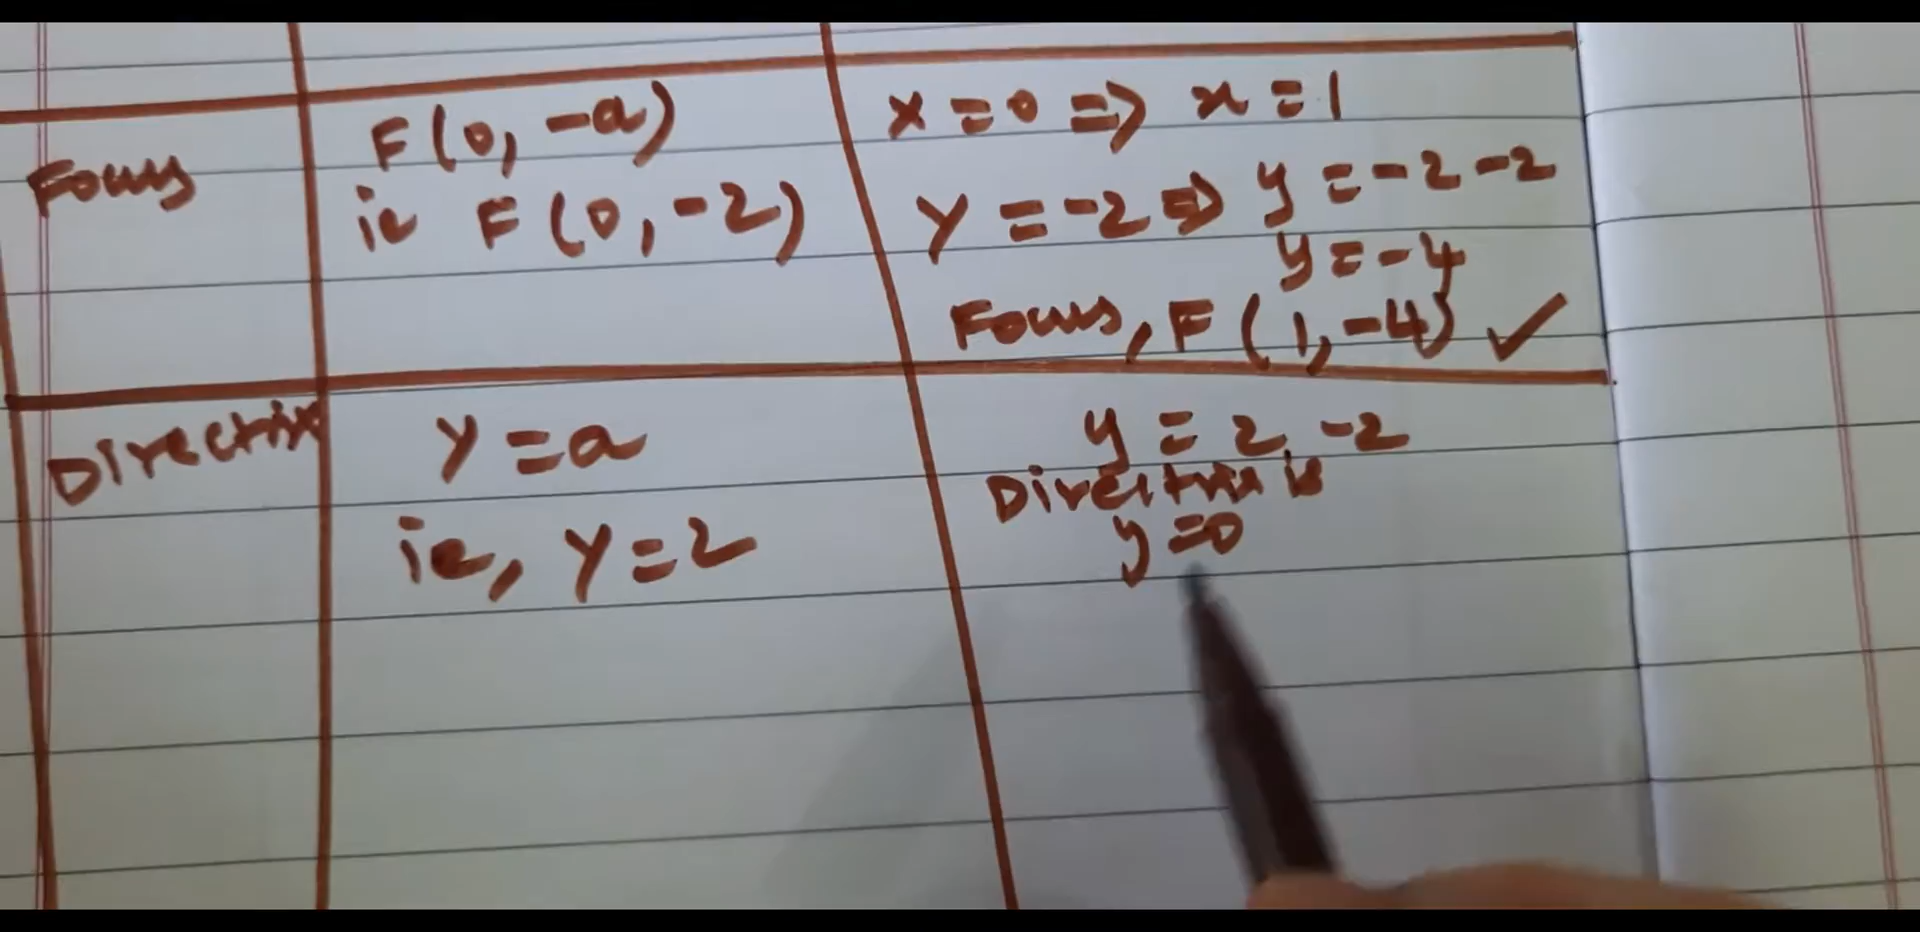 Focus
F(0, -a)
ie F(0, -2)
X = 0 => x = 1
Y = -2 => y = -2 -2
y = -4
Focus, F(1, -4) ✓
Directrix
Y = a
ie, Y = 2
y = 2 -2
Directrix is
y = 0